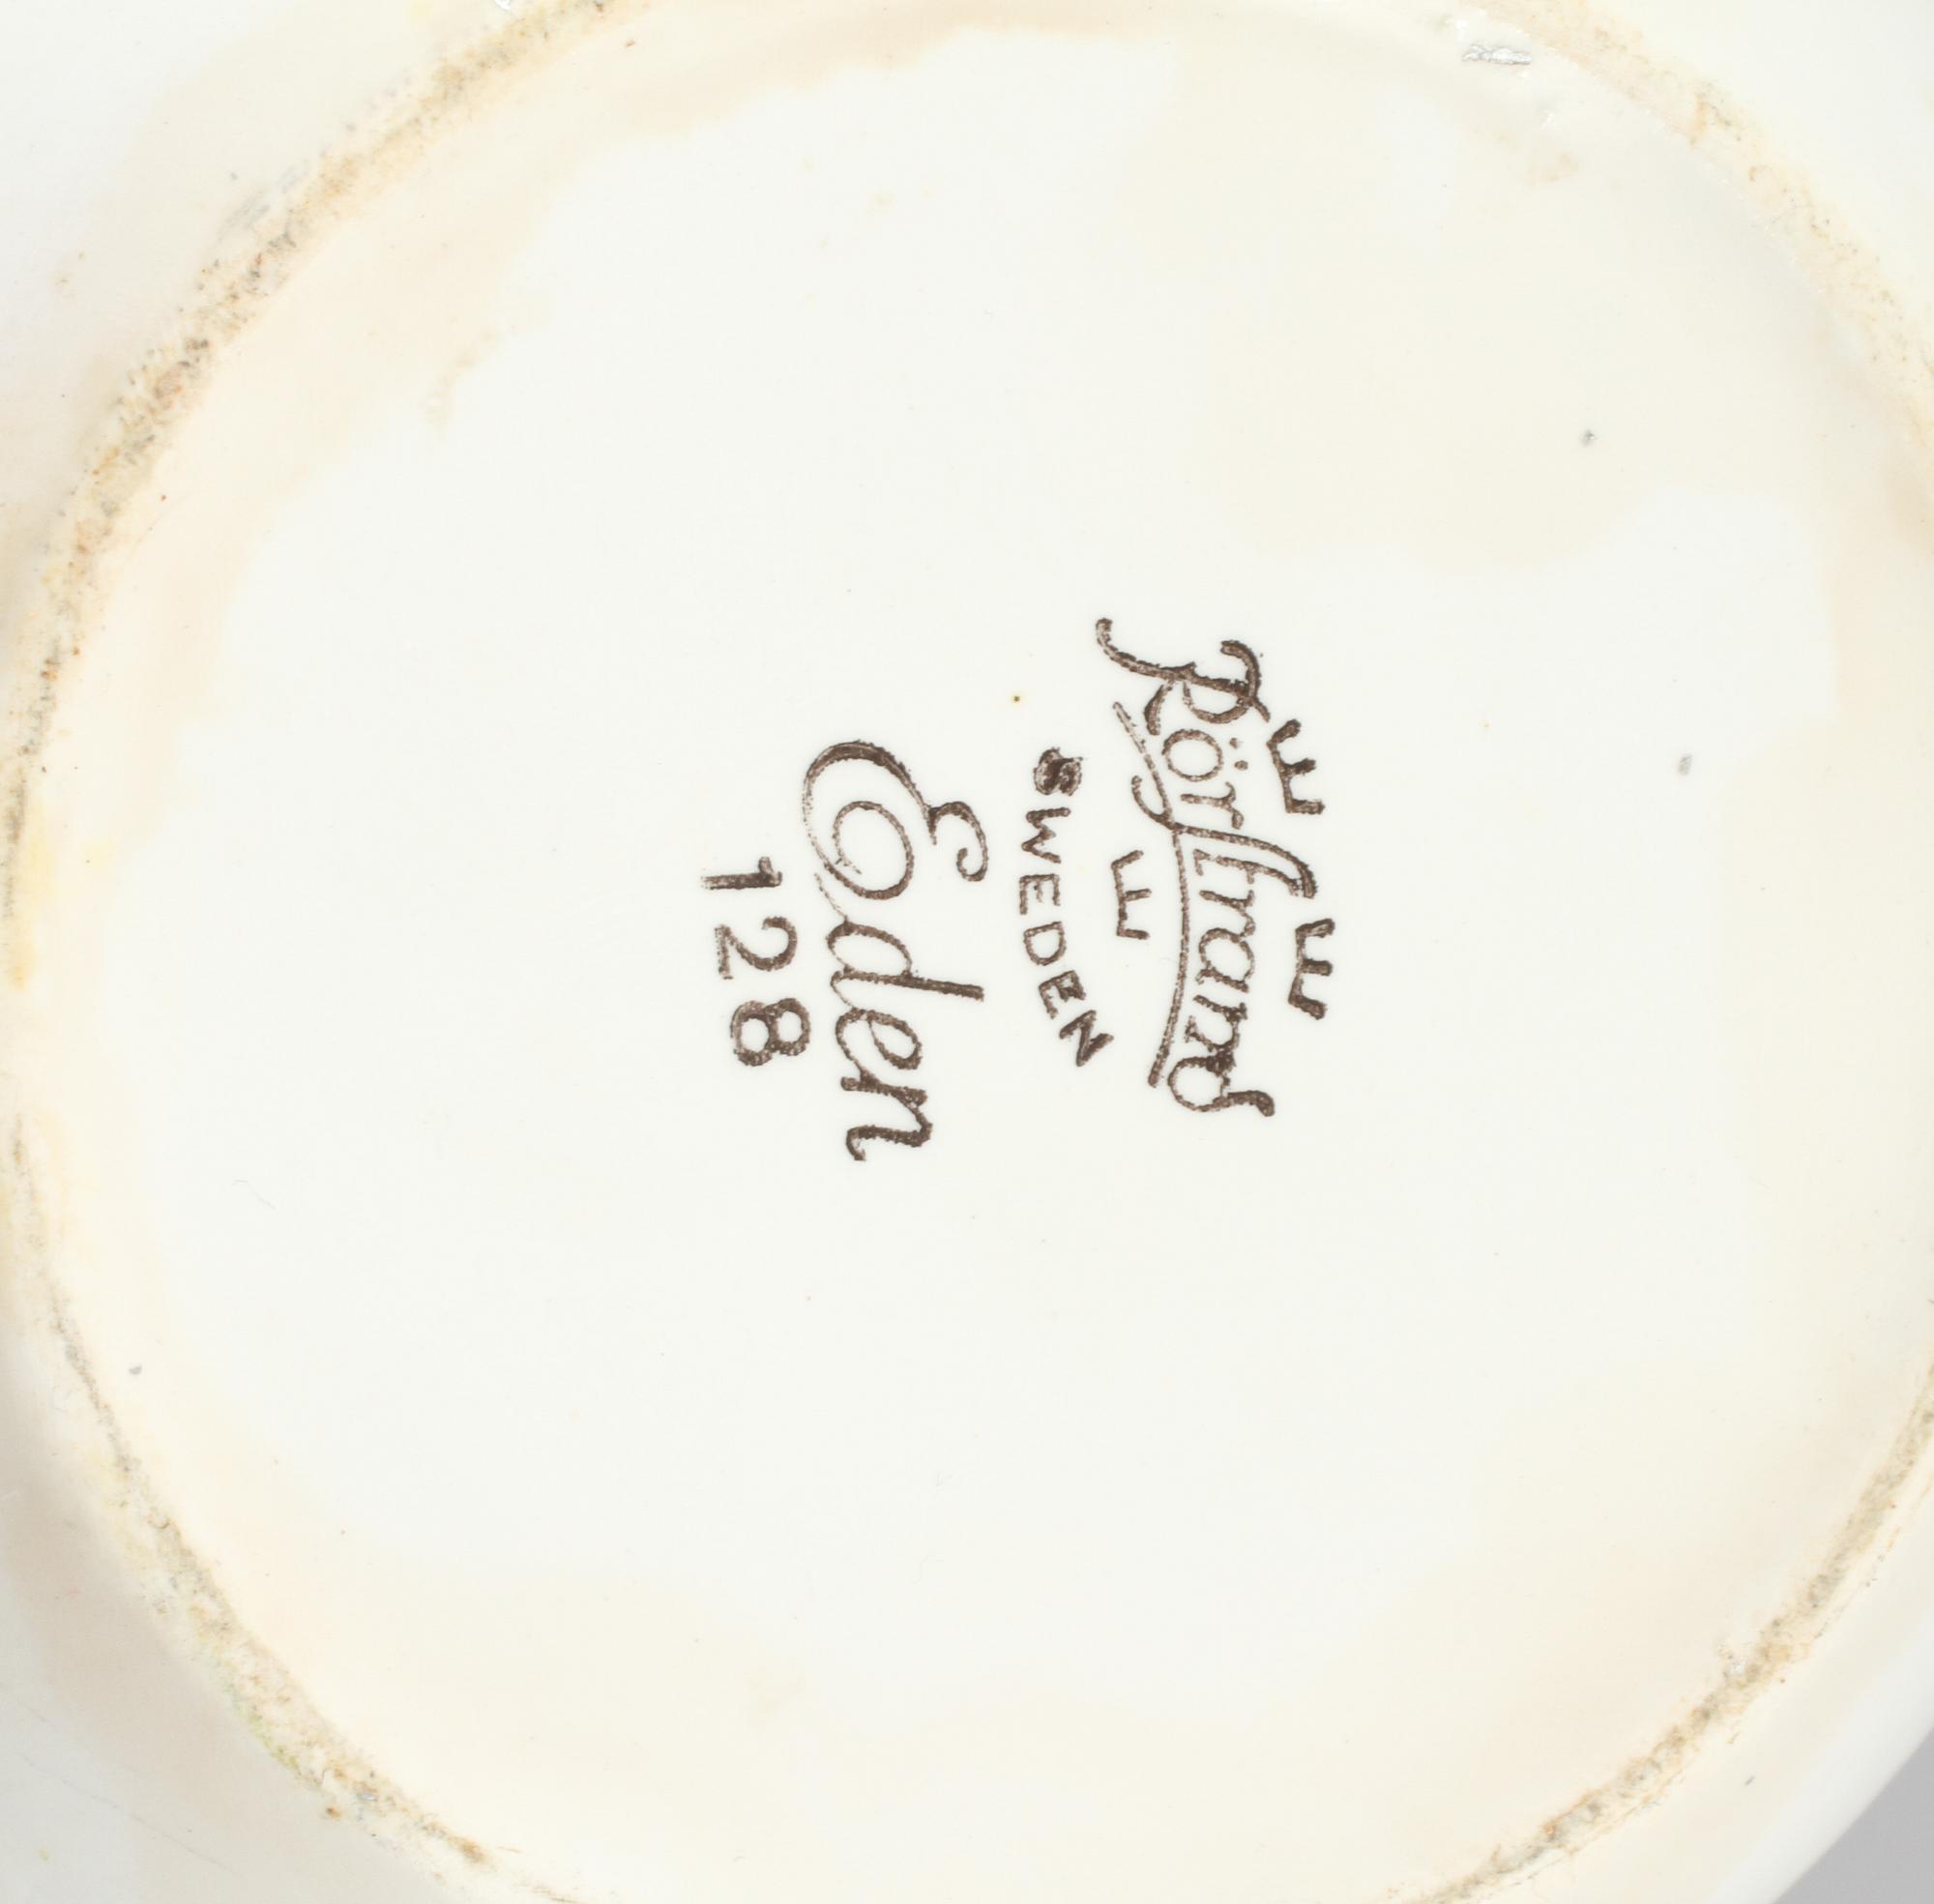 Rörstrand
SWEDEN
Eden
128